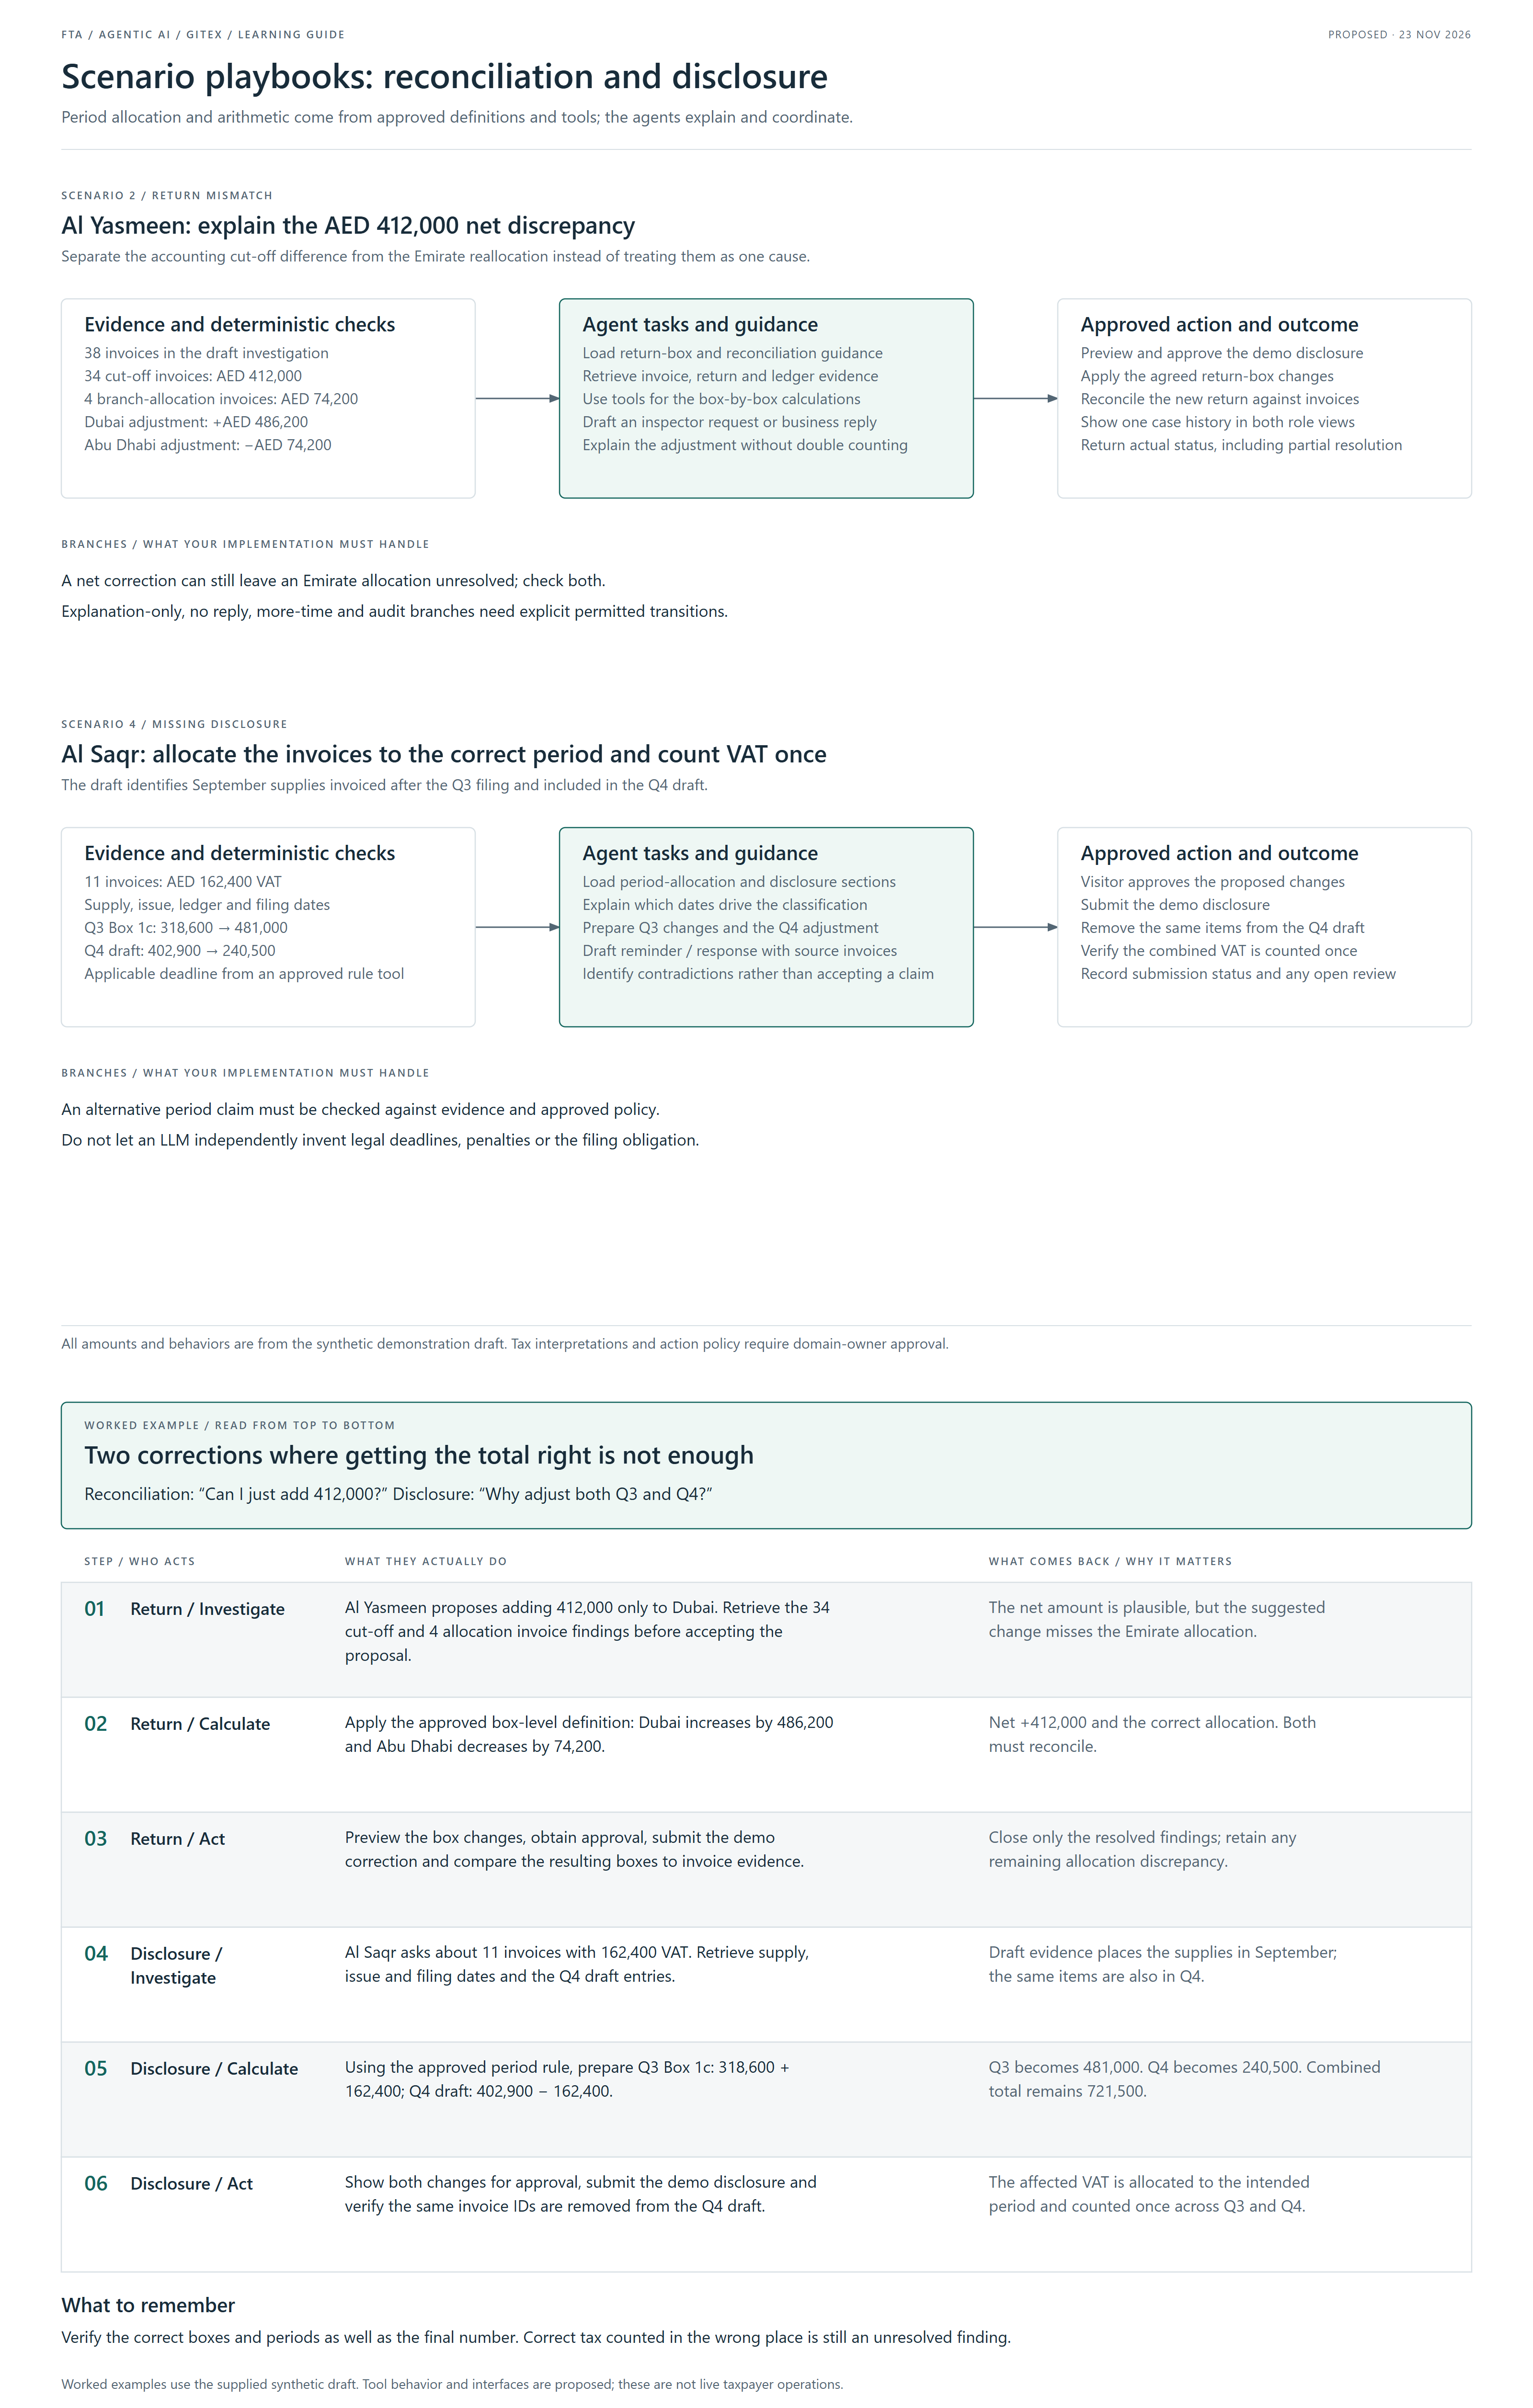 FTA / AGENTIC AI / GITEX / LEARNING GUIDE
PROPOSED · 23 NOV 2026
Scenario playbooks: reconciliation and disclosure
Period allocation and arithmetic come from approved definitions and tools; the agents explain and coordinate.
SCENARIO 2 / RETURN MISMATCH
Al Yasmeen: explain the AED 412,000 net discrepancy
Separate the accounting cut-off difference from the Emirate reallocation instead of treating them as one cause.
Evidence and deterministic checks
38 invoices in the draft investigation
34 cut-off invoices: AED 412,000
4 branch-allocation invoices: AED 74,200
Dubai adjustment: +AED 486,200
Abu Dhabi adjustment: −AED 74,200
Agent tasks and guidance
Load return-box and reconciliation guidance
Retrieve invoice, return and ledger evidence
Use tools for the box-by-box calculations
Draft an inspector request or business reply
Explain the adjustment without double counting
Approved action and outcome
Preview and approve the demo disclosure
Apply the agreed return-box changes
Reconcile the new return against invoices
Show one case history in both role views
Return actual status, including partial resolution
BRANCHES / WHAT YOUR IMPLEMENTATION MUST HANDLE
A net correction can still leave an Emirate allocation unresolved; check both.
Explanation-only, no reply, more-time and audit branches need explicit permitted transitions.
SCENARIO 4 / MISSING DISCLOSURE
Al Saqr: allocate the invoices to the correct period and count VAT once
The draft identifies September supplies invoiced after the Q3 filing and included in the Q4 draft.
Evidence and deterministic checks
11 invoices: AED 162,400 VAT
Supply, issue, ledger and filing dates
Q3 Box 1c: 318,600 → 481,000
Q4 draft: 402,900 → 240,500
Applicable deadline from an approved rule tool
Agent tasks and guidance
Load period-allocation and disclosure sections
Explain which dates drive the classification
Prepare Q3 changes and the Q4 adjustment
Draft reminder / response with source invoices
Identify contradictions rather than accepting a claim
Approved action and outcome
Visitor approves the proposed changes
Submit the demo disclosure
Remove the same items from the Q4 draft
Verify the combined VAT is counted once
Record submission status and any open review
BRANCHES / WHAT YOUR IMPLEMENTATION MUST HANDLE
An alternative period claim must be checked against evidence and approved policy.
Do not let an LLM independently invent legal deadlines, penalties or the filing obligation.
All amounts and behaviors are from the synthetic demonstration draft. Tax interpretations and action policy require domain-owner approval.
WORKED EXAMPLE / READ FROM TOP TO BOTTOM
Two corrections where getting the total right is not enough
Reconciliation: “Can I just add 412,000?” Disclosure: “Why adjust both Q3 and Q4?”
STEP / WHO ACTS
WHAT THEY ACTUALLY DO
WHAT COMES BACK / WHY IT MATTERS
01 Return / Investigate
Al Yasmeen proposes adding 412,000 only to Dubai. Retrieve the 34
cut-off and 4 allocation invoice findings before accepting the
proposal.
The net amount is plausible, but the suggested
change misses the Emirate allocation.
02 Return / Calculate
Apply the approved box-level definition: Dubai increases by 486,200
and Abu Dhabi decreases by 74,200.
Net +412,000 and the correct allocation. Both
must reconcile.
03 Return / Act
Preview the box changes, obtain approval, submit the demo
correction and compare the resulting boxes to invoice evidence.
Close only the resolved findings; retain any
remaining allocation discrepancy.
04 Disclosure /
Investigate
Al Saqr asks about 11 invoices with 162,400 VAT. Retrieve supply,
issue and filing dates and the Q4 draft entries.
Draft evidence places the supplies in September;
the same items are also in Q4.
05 Disclosure / Calculate
Using the approved period rule, prepare Q3 Box 1c: 318,600 +
162,400; Q4 draft: 402,900 − 162,400.
Q3 becomes 481,000. Q4 becomes 240,500. Combined
total remains 721,500.
06 Disclosure / Act
Show both changes for approval, submit the demo disclosure and
verify the same invoice IDs are removed from the Q4 draft.
The affected VAT is allocated to the intended
period and counted once across Q3 and Q4.
What to remember
Verify the correct boxes and periods as well as the final number. Correct tax counted in the wrong place is still an unresolved finding.
Worked examples use the supplied synthetic draft. Tool behavior and interfaces are proposed; these are not live taxpayer operations.